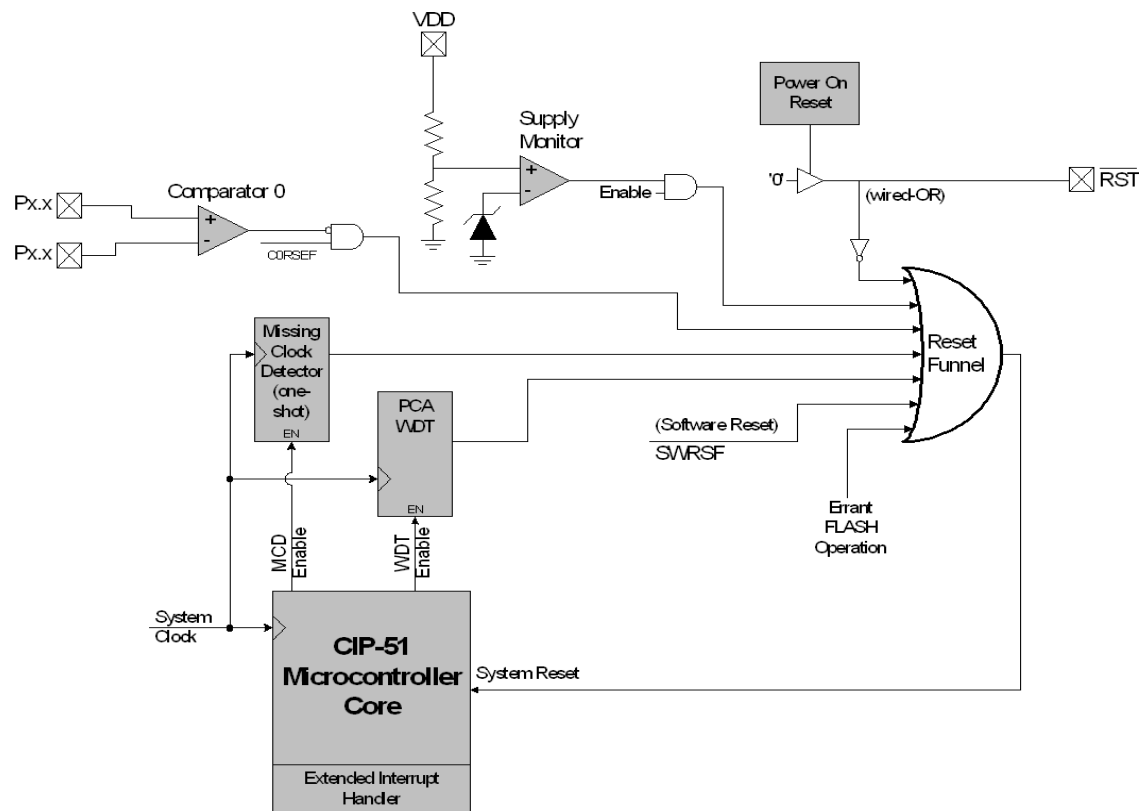 VDD
Power On
Reset
Supply
Monitor
+
-
Enable
'0'
(wired-OR)
RST
Comparator 0
Px.x
Px.x
+
-
C0RSEF
Missing
Clock
Detector
(one-
shot)
EN
PCA
WDT
EN
Reset
Funnel
(Software Reset)
SWRSF
Errant
FLASH
Operation
MCD
Enable
WDT
Enable
System
Clock
CIP-51
Microcontroller
Core
System Reset
Extended Interrupt
Handler